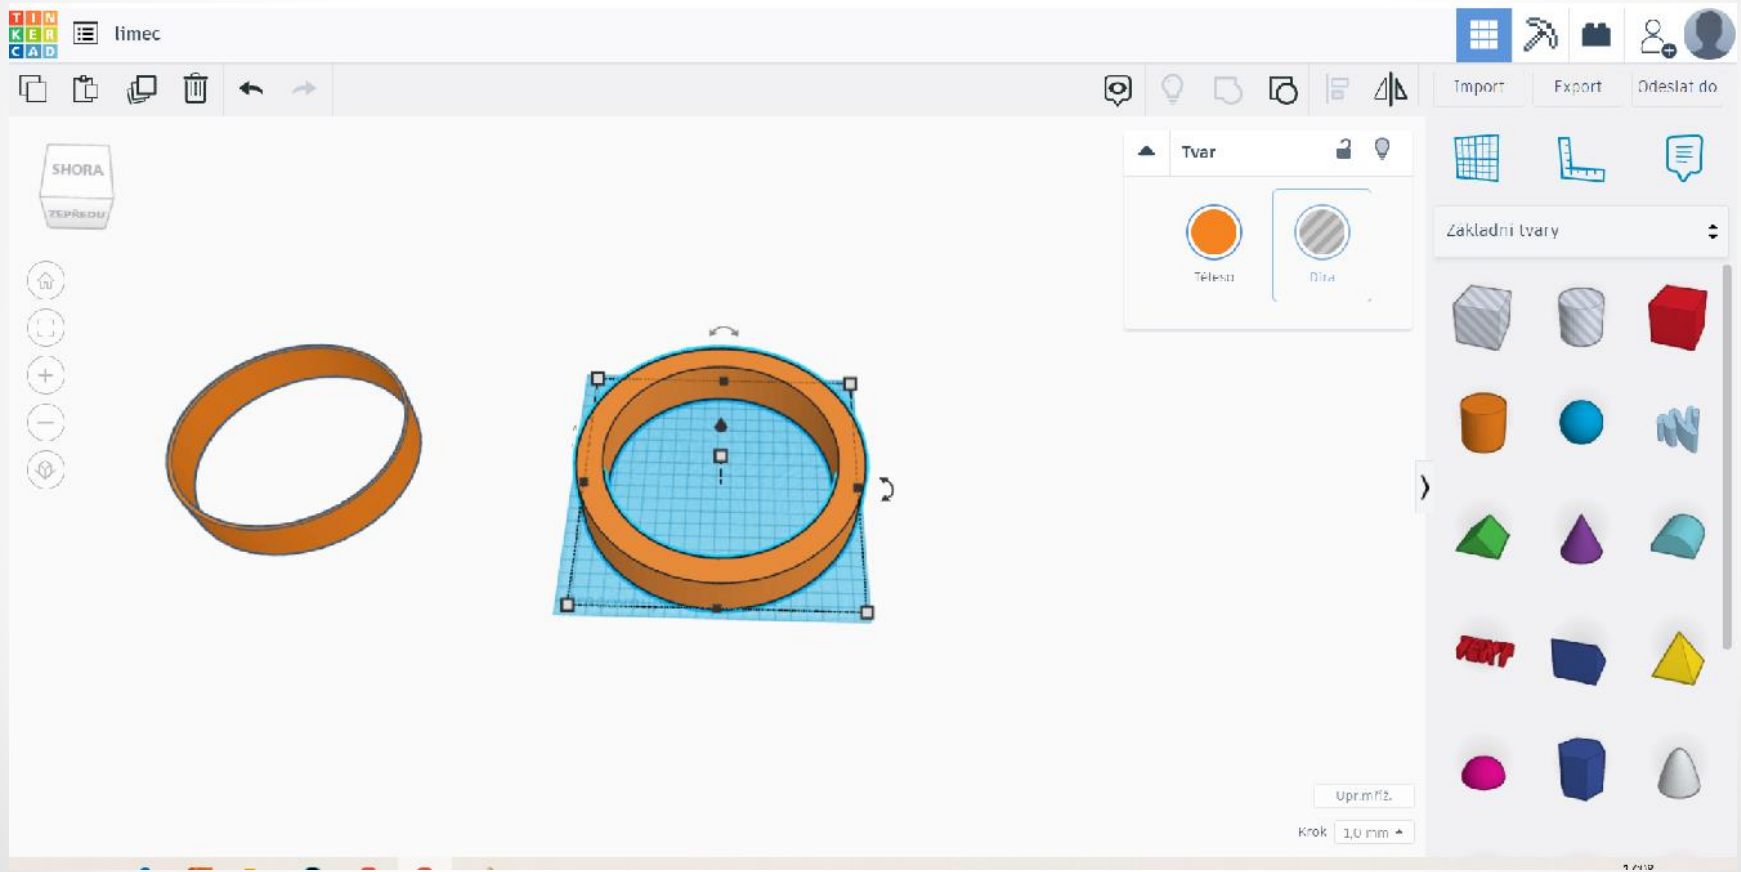 TIN
KER
CAD
limec
Import
Export
Odeslat do
SHORA
ZEPŘEDU
Tvar
Těleso
Díra
Základní tvary
TEXT
Upr.mříž.
Krok
1,0 mm